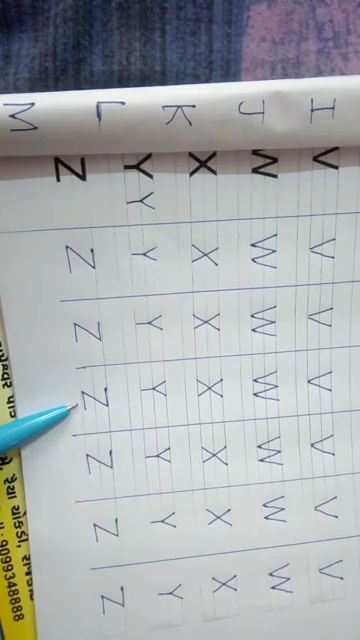 I
J
K
L
M
V V V V V V V
W W W W W W W
X X X X X X X
Y Y Y Y Y Y Y Y
Z Z Z Z Z Z Z
9099348888